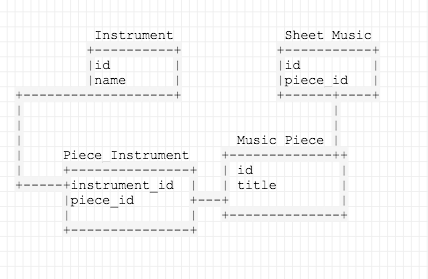 Instrument
Sheet Music
id
name
id
piece_id
Music Piece
Piece Instrument
id
title
instrument_id
piece_id